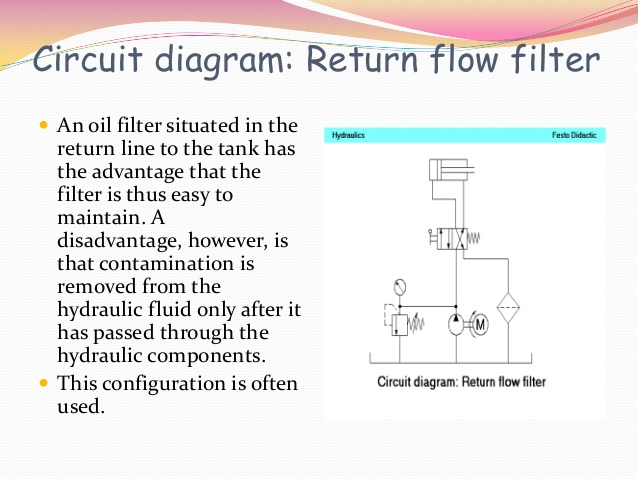 Circuit diagram: Return flow filter
An oil filter situated in the
return line to the tank has
the advantage that the
filter is thus easy to
maintain. A
disadvantage, however, is
that contamination is
removed from the
hydraulic fluid only after it
has passed through the
hydraulic components.
This configuration is often
used.
Hydraulics
Festo Didactic
M
Circuit diagram: Return flow filter